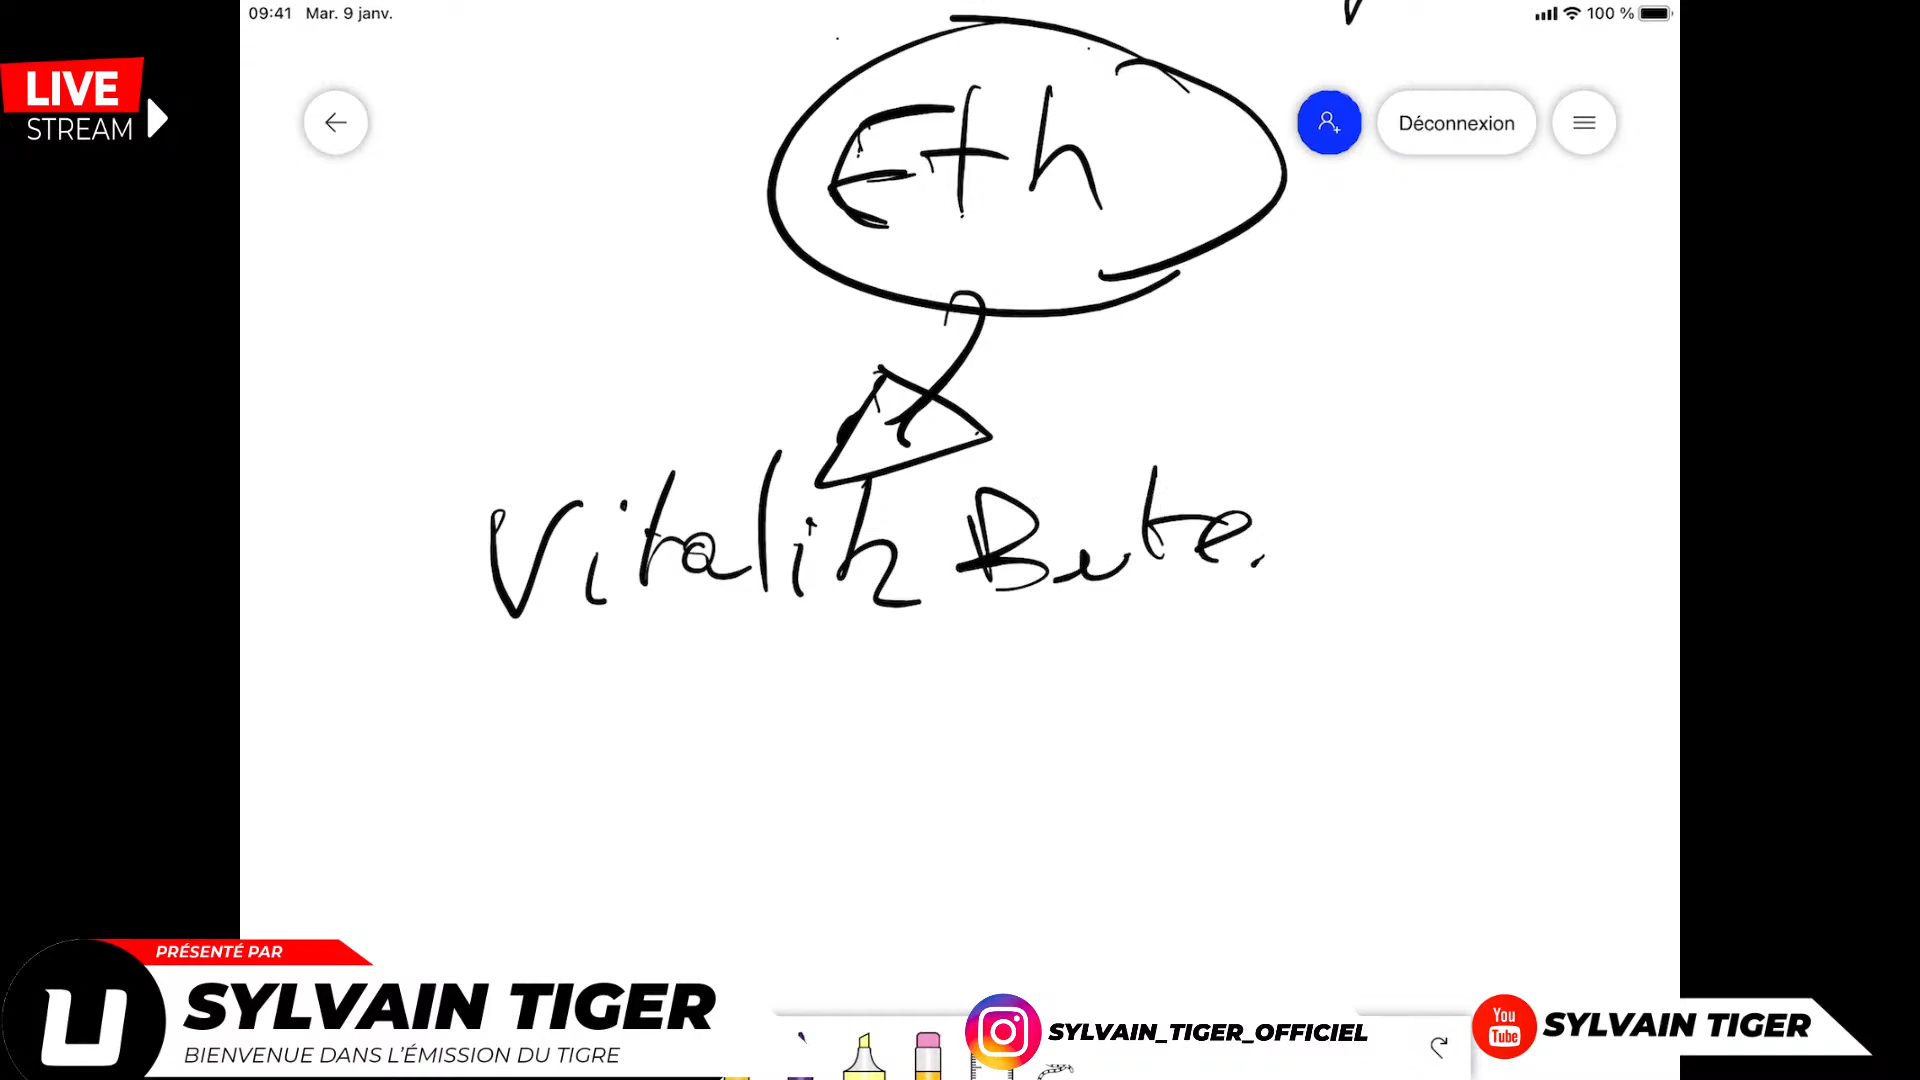 09:41 Mar. 9 janv.
100 %
LIVE
STREAM
Eth
Déconnexion
Vitalik Bute.
PRÉSENTÉ PAR
SYLVAIN TIGER
BIENVENUE DANS L'ÉMISSION DU TIGRE
SYLVAIN_TIGER_OFFICIEL
You
Tube
SYLVAIN TIGER